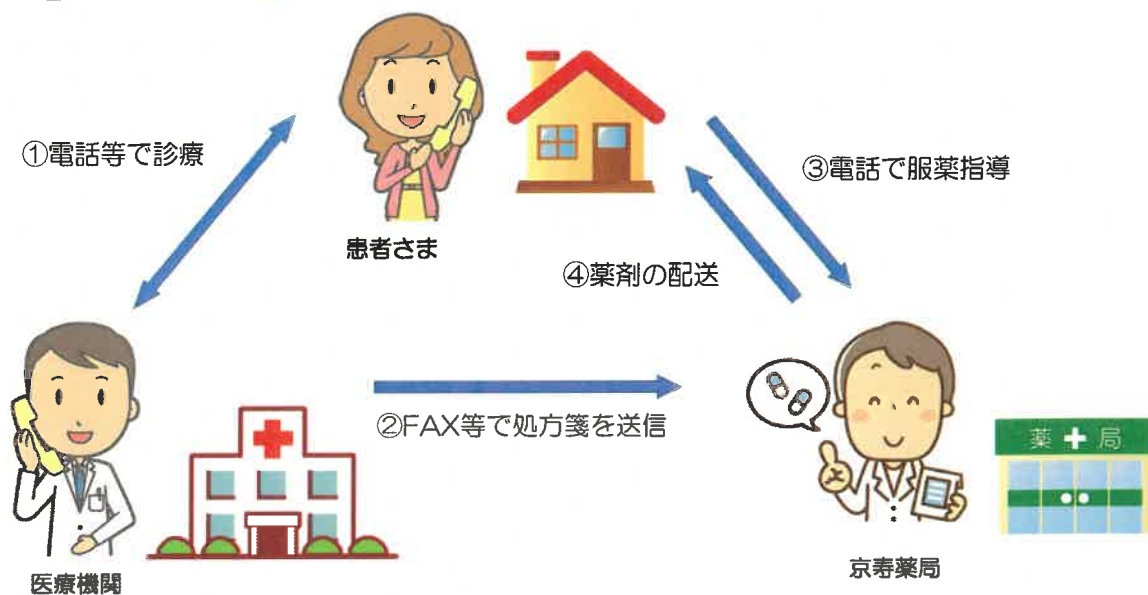 ①電話等で診療
③電話で服薬指導
患者さま
④薬剤の配送
②FAX等で処方箋を送信
薬 局
医療機関
京寿薬局